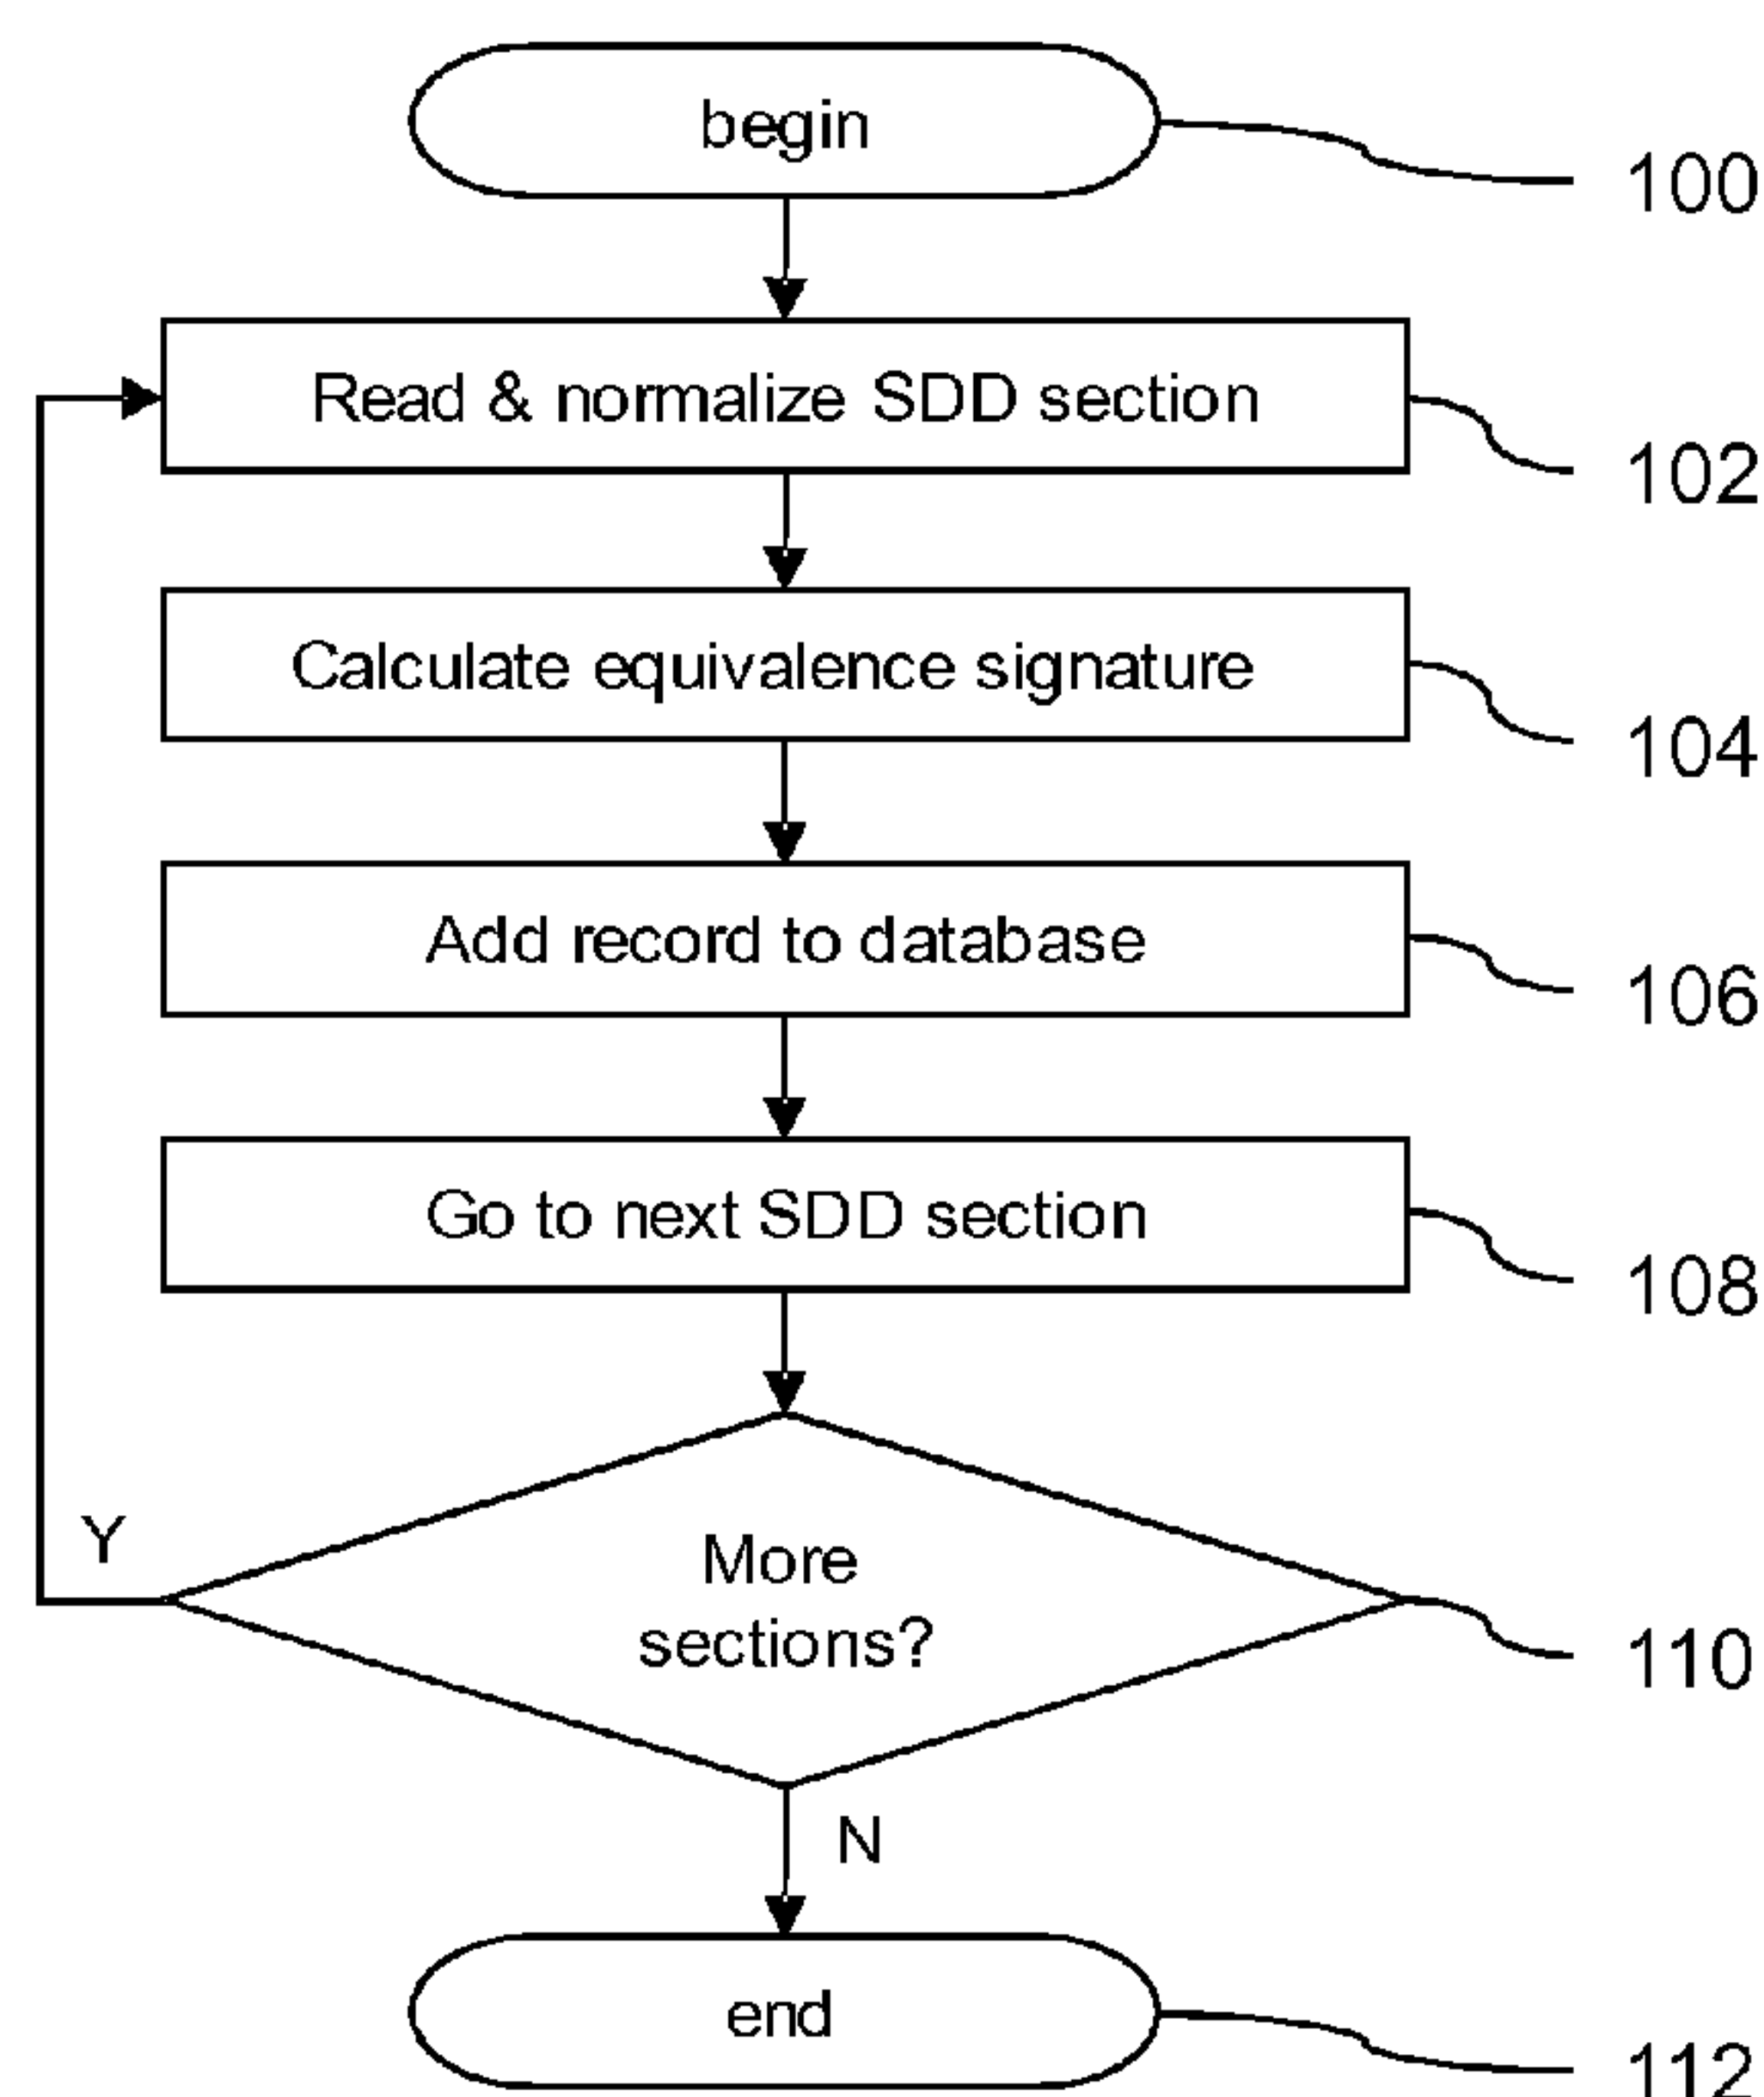 begin
100
Read & normalize SDD section
102
Calculate equivalence signature
104
Add record to database
106
Go to next SDD section
108
Y
More
sections?
110
N
end
112